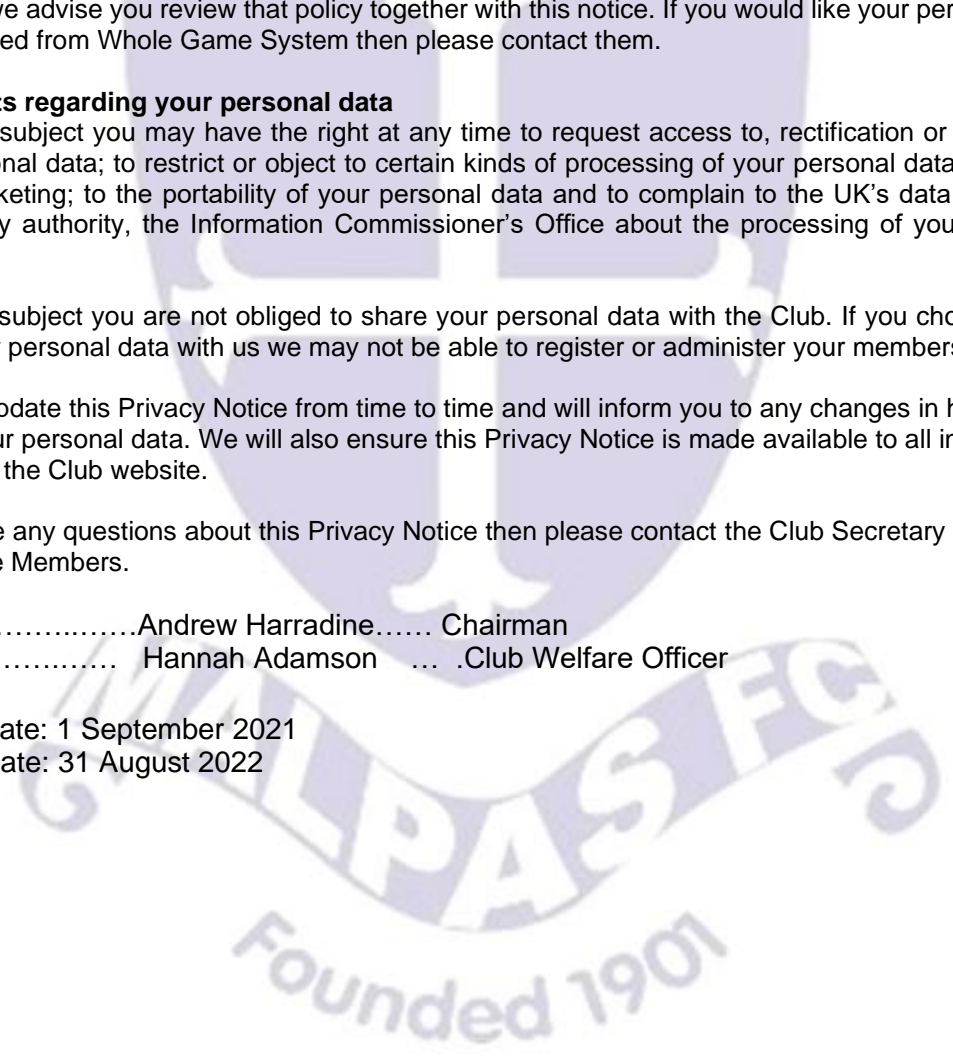 we advise you review that policy together with this notice. If you would like your per
ed from Whole Game System then please contact them.
ts regarding your personal data
subject you may have the right at any time to request access to, rectification or
onal data; to restrict or object to certain kinds of processing of your personal data
keting; to the portability of your personal data and to complain to the UK's data
y authority, the Information Commissioner's Office about the processing of you
subject you are not obliged to share your personal data with the Club. If you cho
personal data with us we may not be able to register or administer your members
pdate this Privacy Notice from time to time and will inform you to any changes in h
ur personal data. We will also ensure this Privacy Notice is made available to all in
the Club website.
e any questions about this Privacy Notice then please contact the Club Secretary
e Members.
……..……Andrew Harradine…… Chairman
…….…… Hannah Adamson … .Club Welfare Officer
ate: 1 September 2021
ate: 31 August 2022
MALPAS FC
Founded 1901